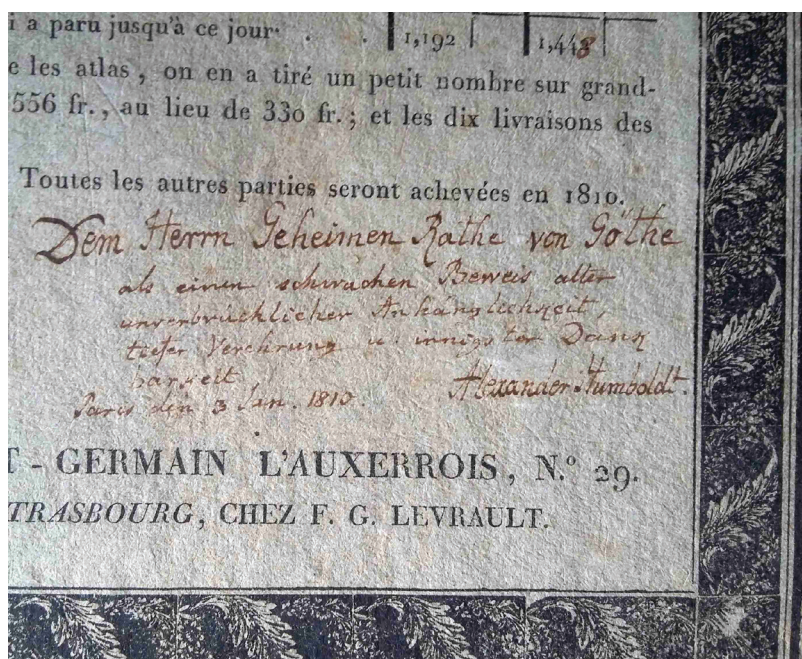 i a paru jusqu'à ce jour. . . 1,192 1,448
e les atlas, on en a tiré un petit nombre sur grand-
556 fr., au lieu de 330 fr.; et les dix livraisons des
Toutes les autres parties seront achevées en 1810.
Dem Herrn Geheimen Rathe von Göthe
als einen schwachen Beweis alter
unverbrüchlicher Anhänglichkeit,
tiefer Verehrung u. innigster Dank
barkeit
Alexander Humboldt.
Paris den 3 Jan. 1810.
T-GERMAIN L'AUXERROIS, N.° 29.
TRASBOURG, CHEZ F. G. LEVRAULT.